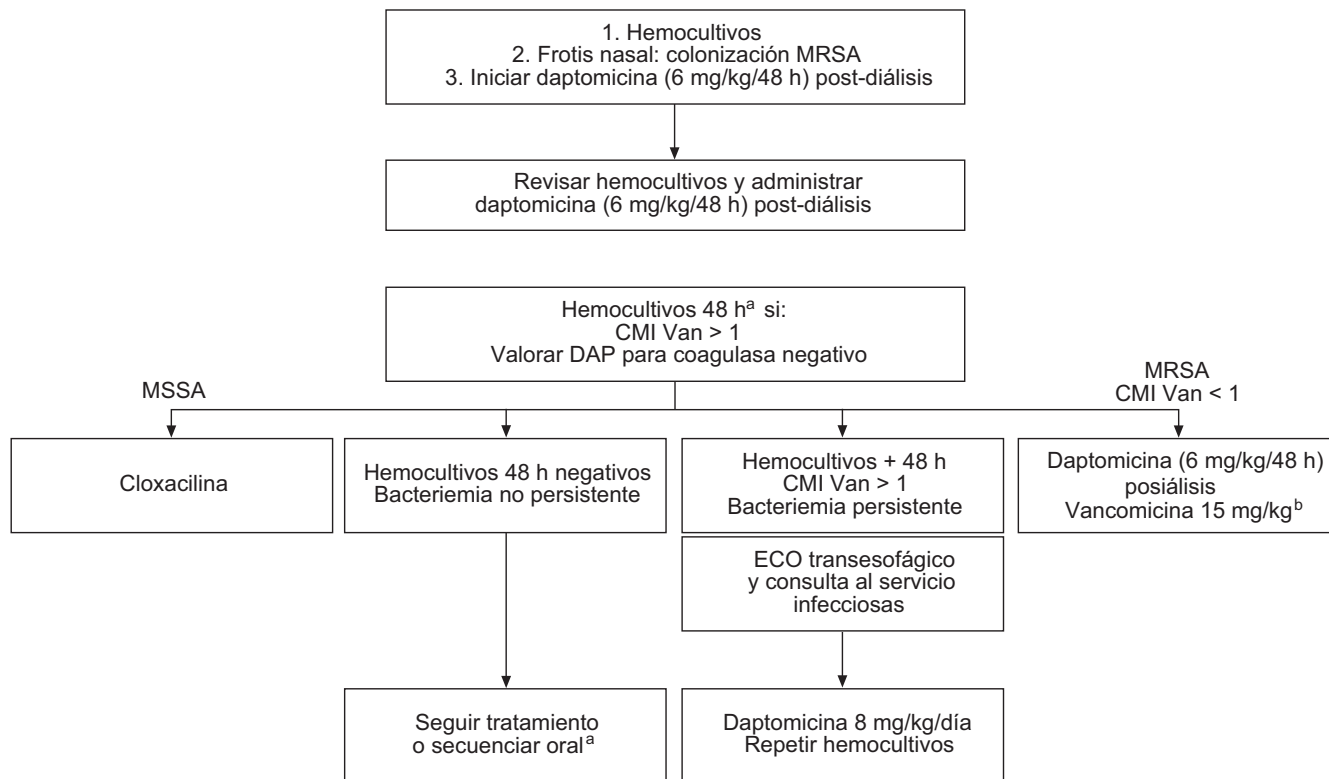 1. Hemocultivos
2. Frotis nasal: colonización MRSA
3. Iniciar daptomicina (6 mg/kg/48 h) post-diálisis
Revisar hemocultivos y administrar
daptomicina (6 mg/kg/48 h) post-diálisis
Hemocultivos 48 hª si:
CMI Van > 1
Valorar DAP para coagulasa negativo
MSSA
MRSA
CMI Van < 1
Cloxacilina
Hemocultivos 48 h negativos
Bacteriemia no persistente
Hemocultivos + 48 h
CMI Van > 1
Bacteriemia persistente
Daptomicina (6 mg/kg/48 h)
posiálisis
Vancomicina 15 mg/kgᵇ
ECO transesofágico
y consulta al servicio
infecciosas
Seguir tratamiento
o secuenciar oralª
Daptomicina 8 mg/kg/día
Repetir hemocultivos